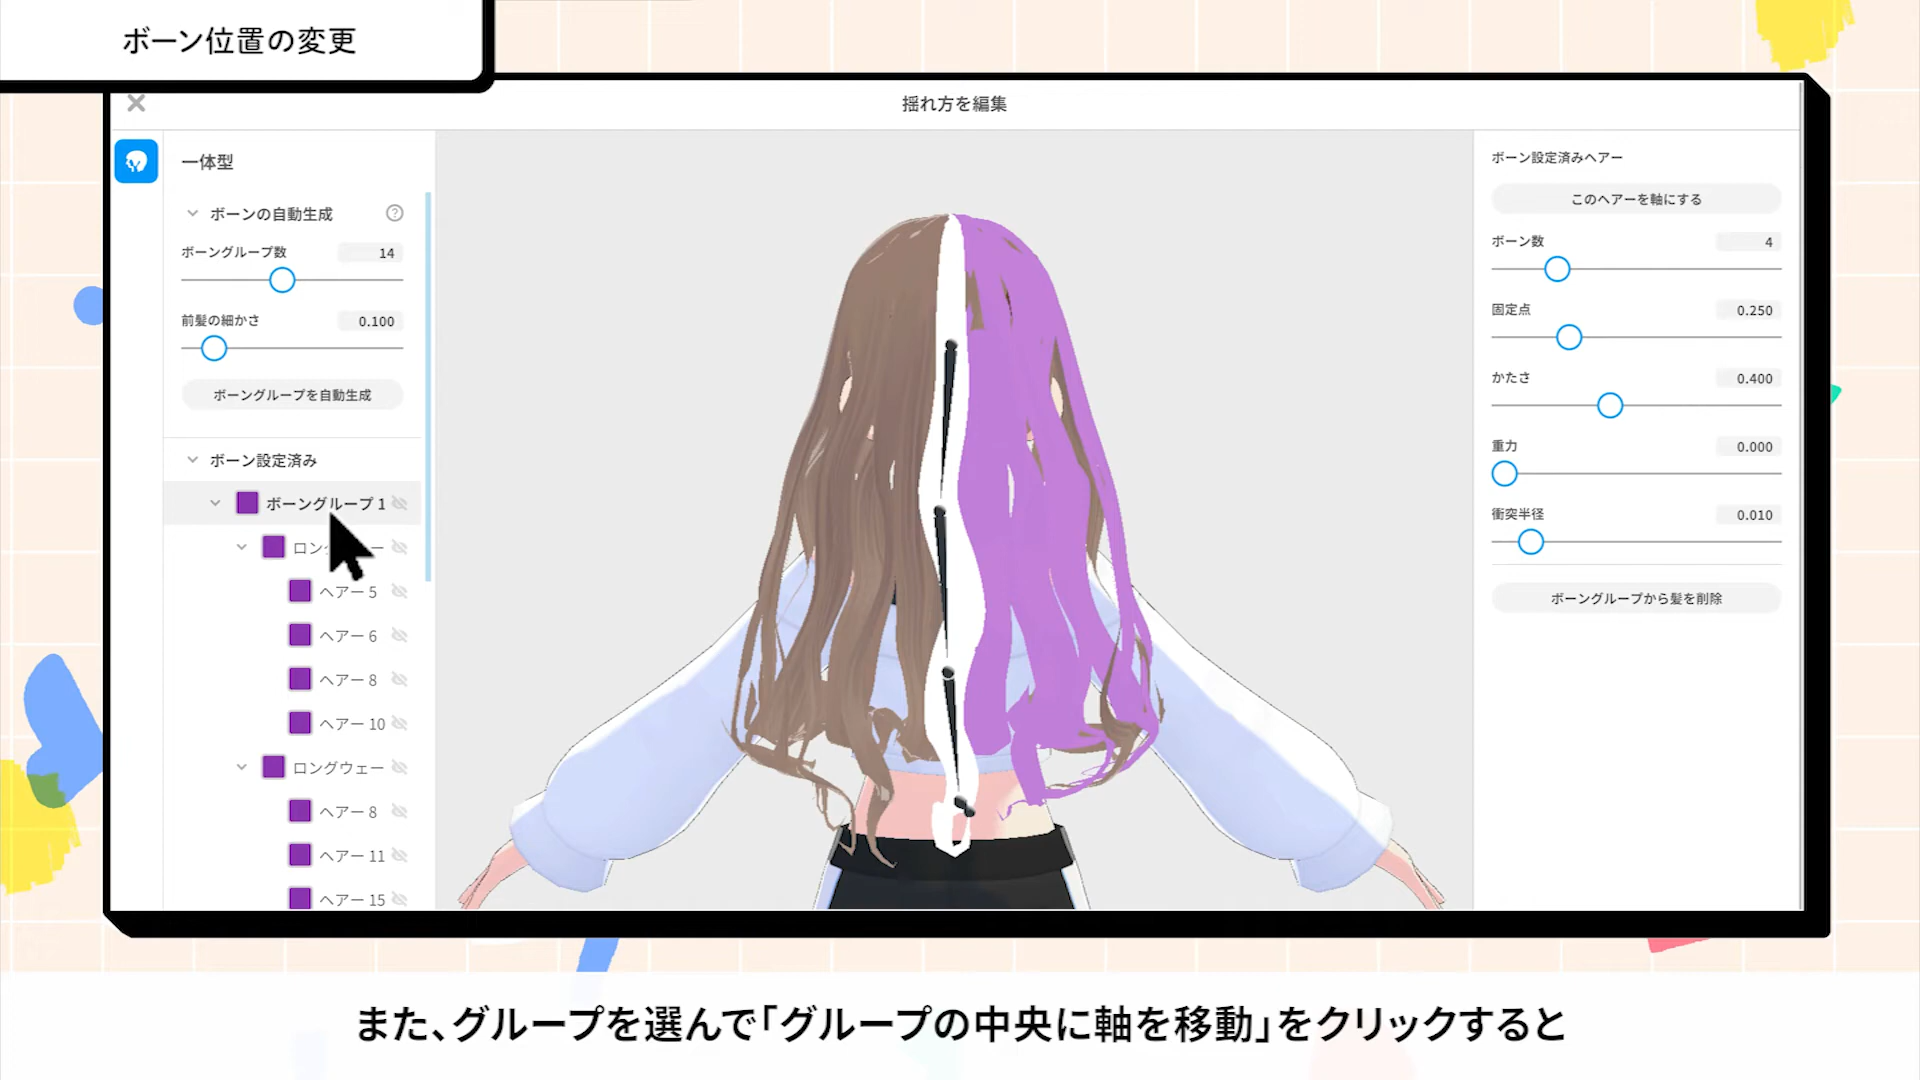 ボーン位置の変更
揺れ方を編集
一体型
ボーンの自動生成
ボーングループ数 14
前髪の細かさ 0.100
ボーングループを自動生成
ボーン設定済み
ボーングループ 1
ロン ー
ヘアー 5
ヘアー 6
ヘアー 8
ヘアー 10
ロングウェー
ヘアー 8
ヘアー 11
ヘアー 15
ボーン設定済みヘアー
このヘアーを軸にする
ボーン数 4
固定点 0.250
かたさ 0.400
重力 0.000
衝突半径 0.010
ボーングループから髪を削除
また、グループを選んで「グループの中央に軸を移動」をクリックすると